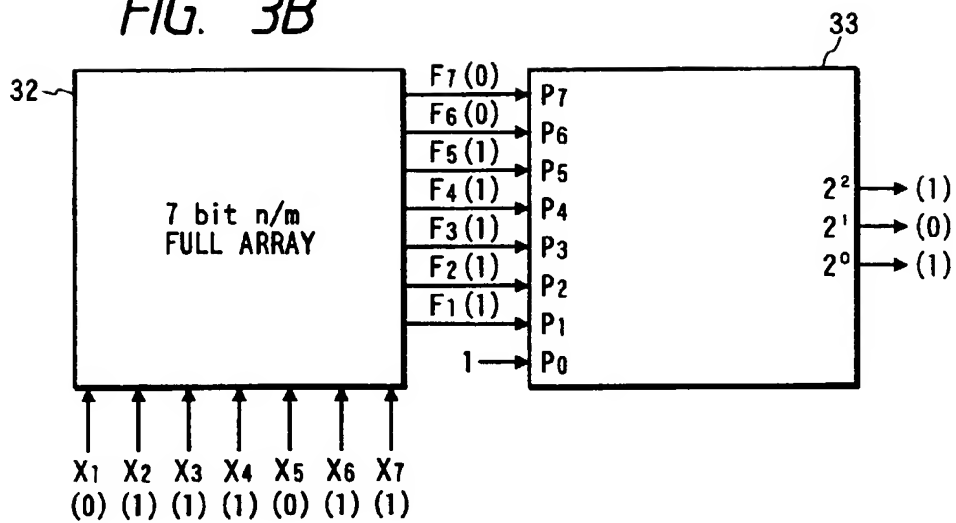 FIG. 3B
33
32
F7(0)
P7
F6(0)
P6
F5(1)
P5
F4(1)
P4
2² (1)
7 bit n/m
FULL ARRAY
F3(1)
P3
2¹ (0)
F2(1)
P2
2⁰ (1)
F1(1)
P1
1
P0
X1 X2 X3 X4 X5 X6 X7
(0) (1) (1) (1) (0) (1) (1)